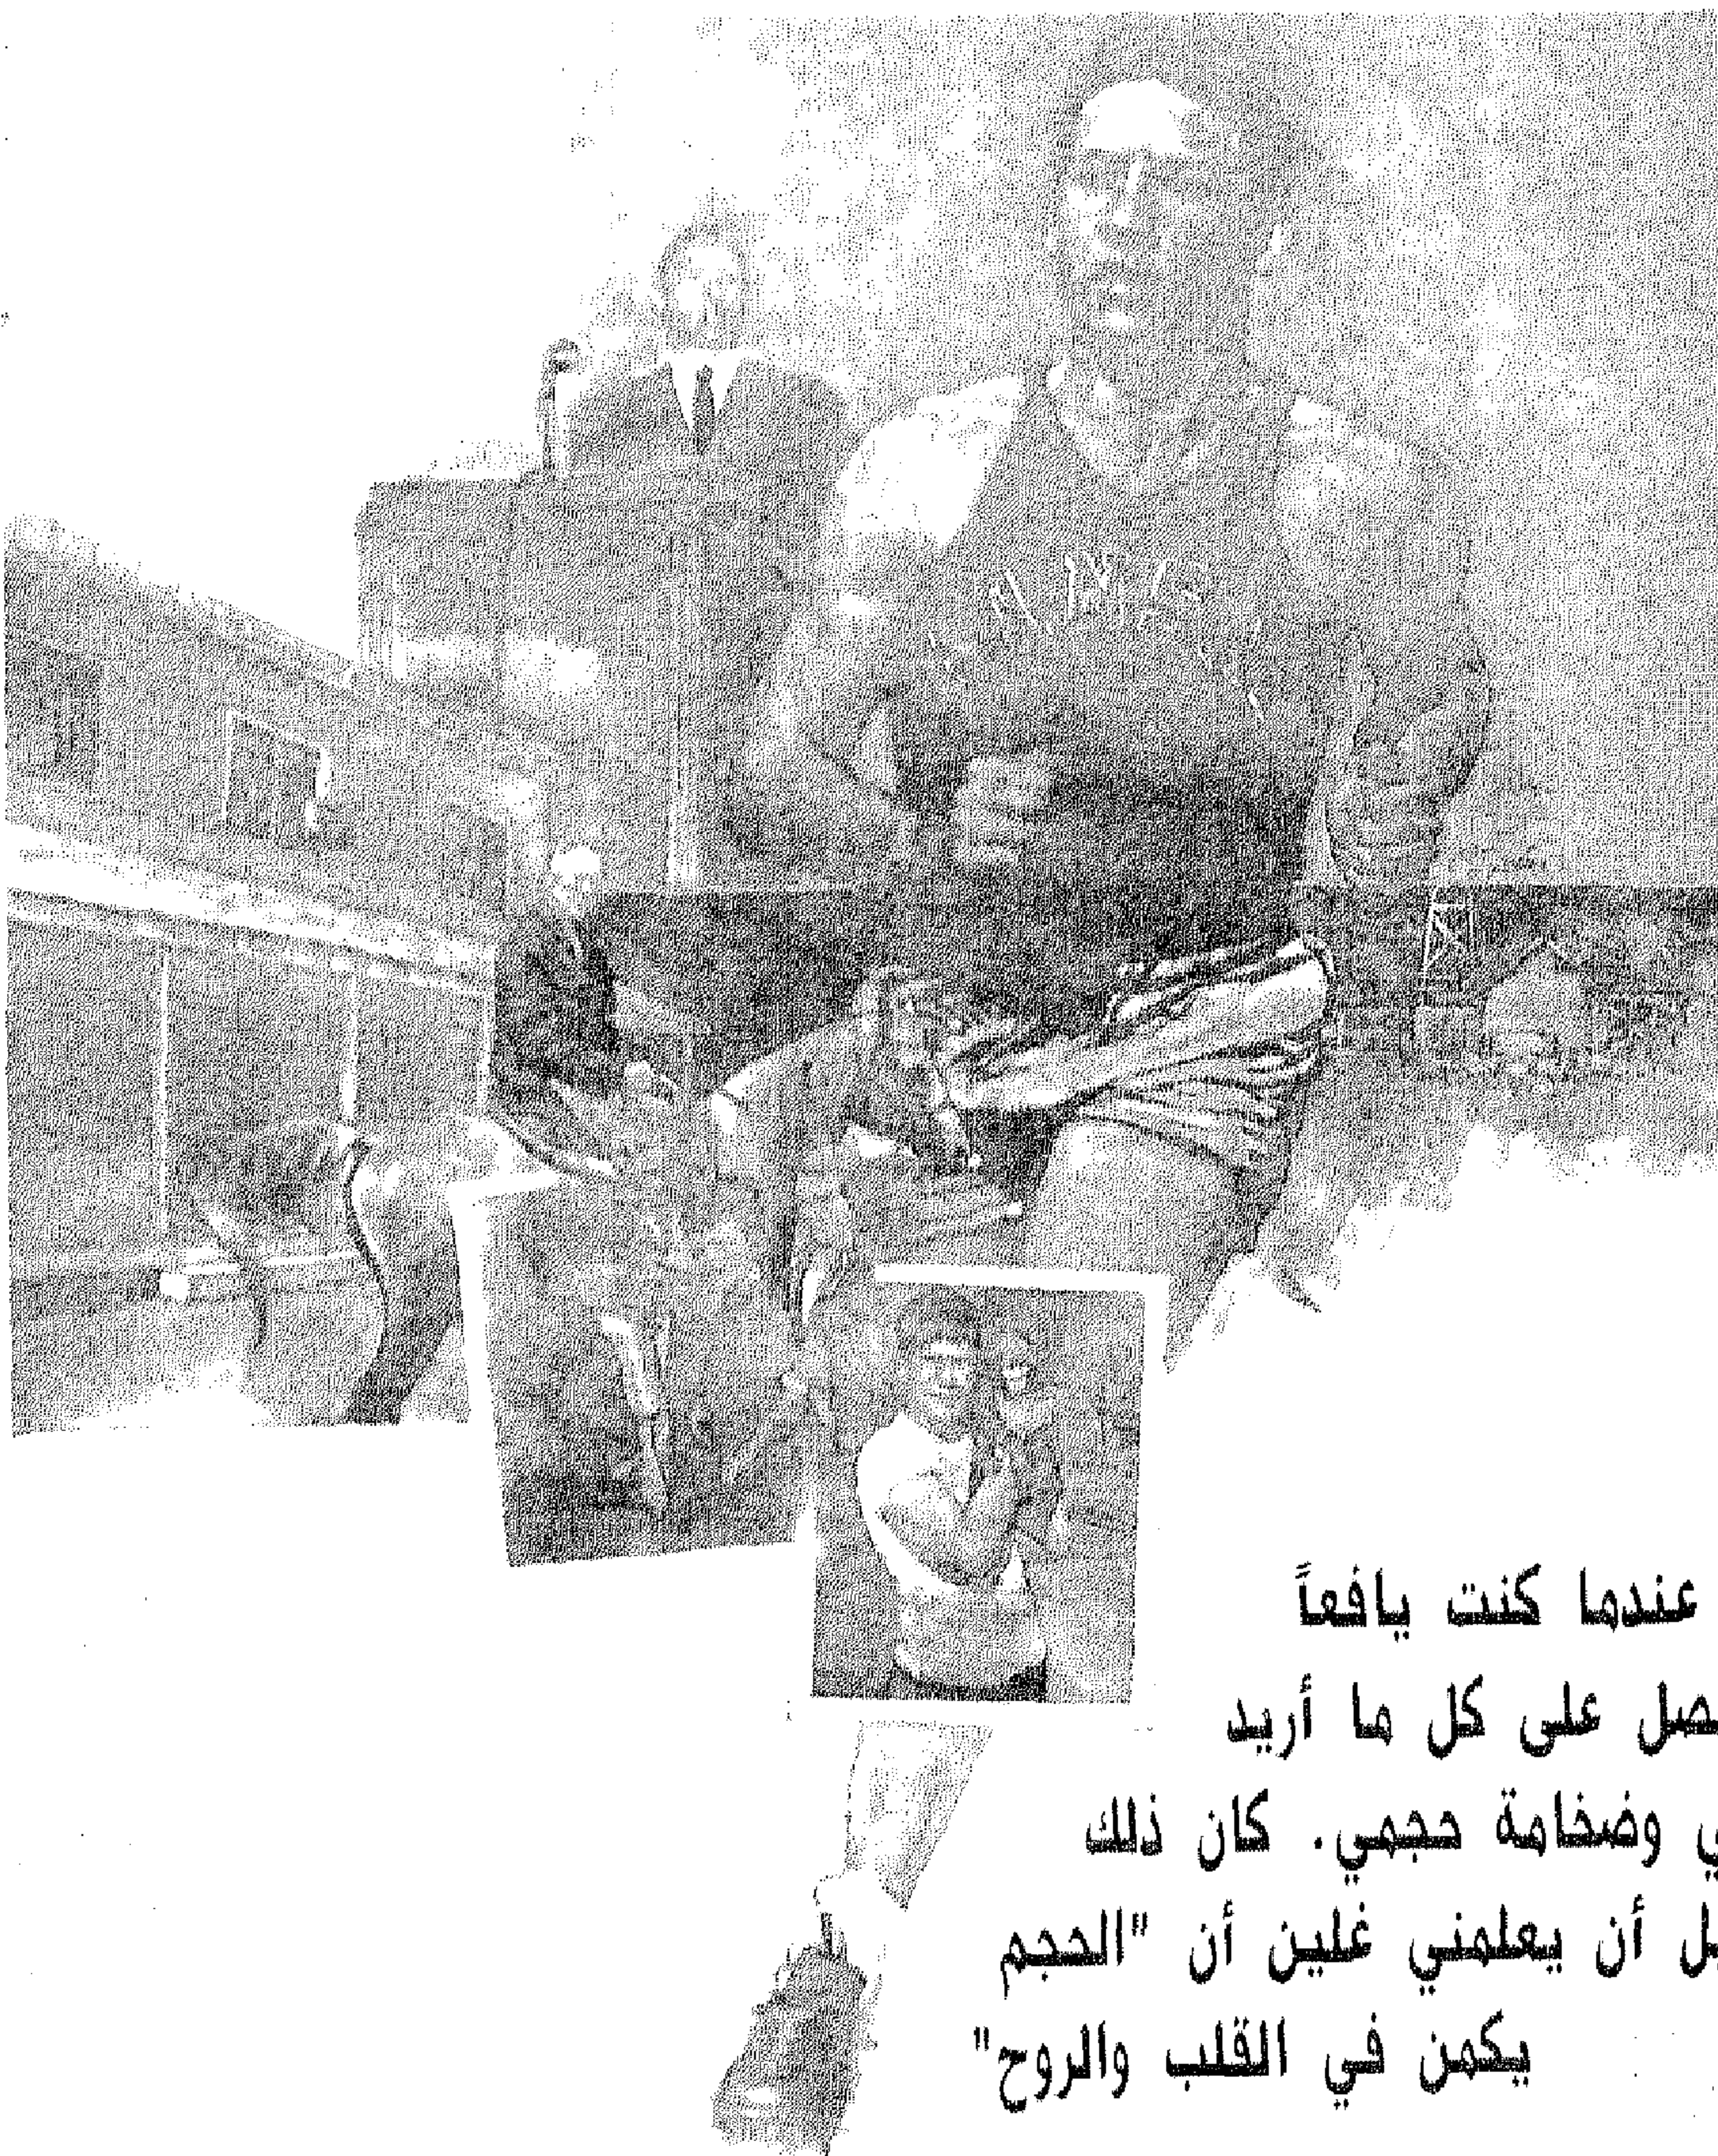 عندما كنت يافعاً
على كل ما أريد
وضخامة حجمي. كان ذلك
أن يعلمني غلين أن "الحجم
يكمن في القلب والروح"